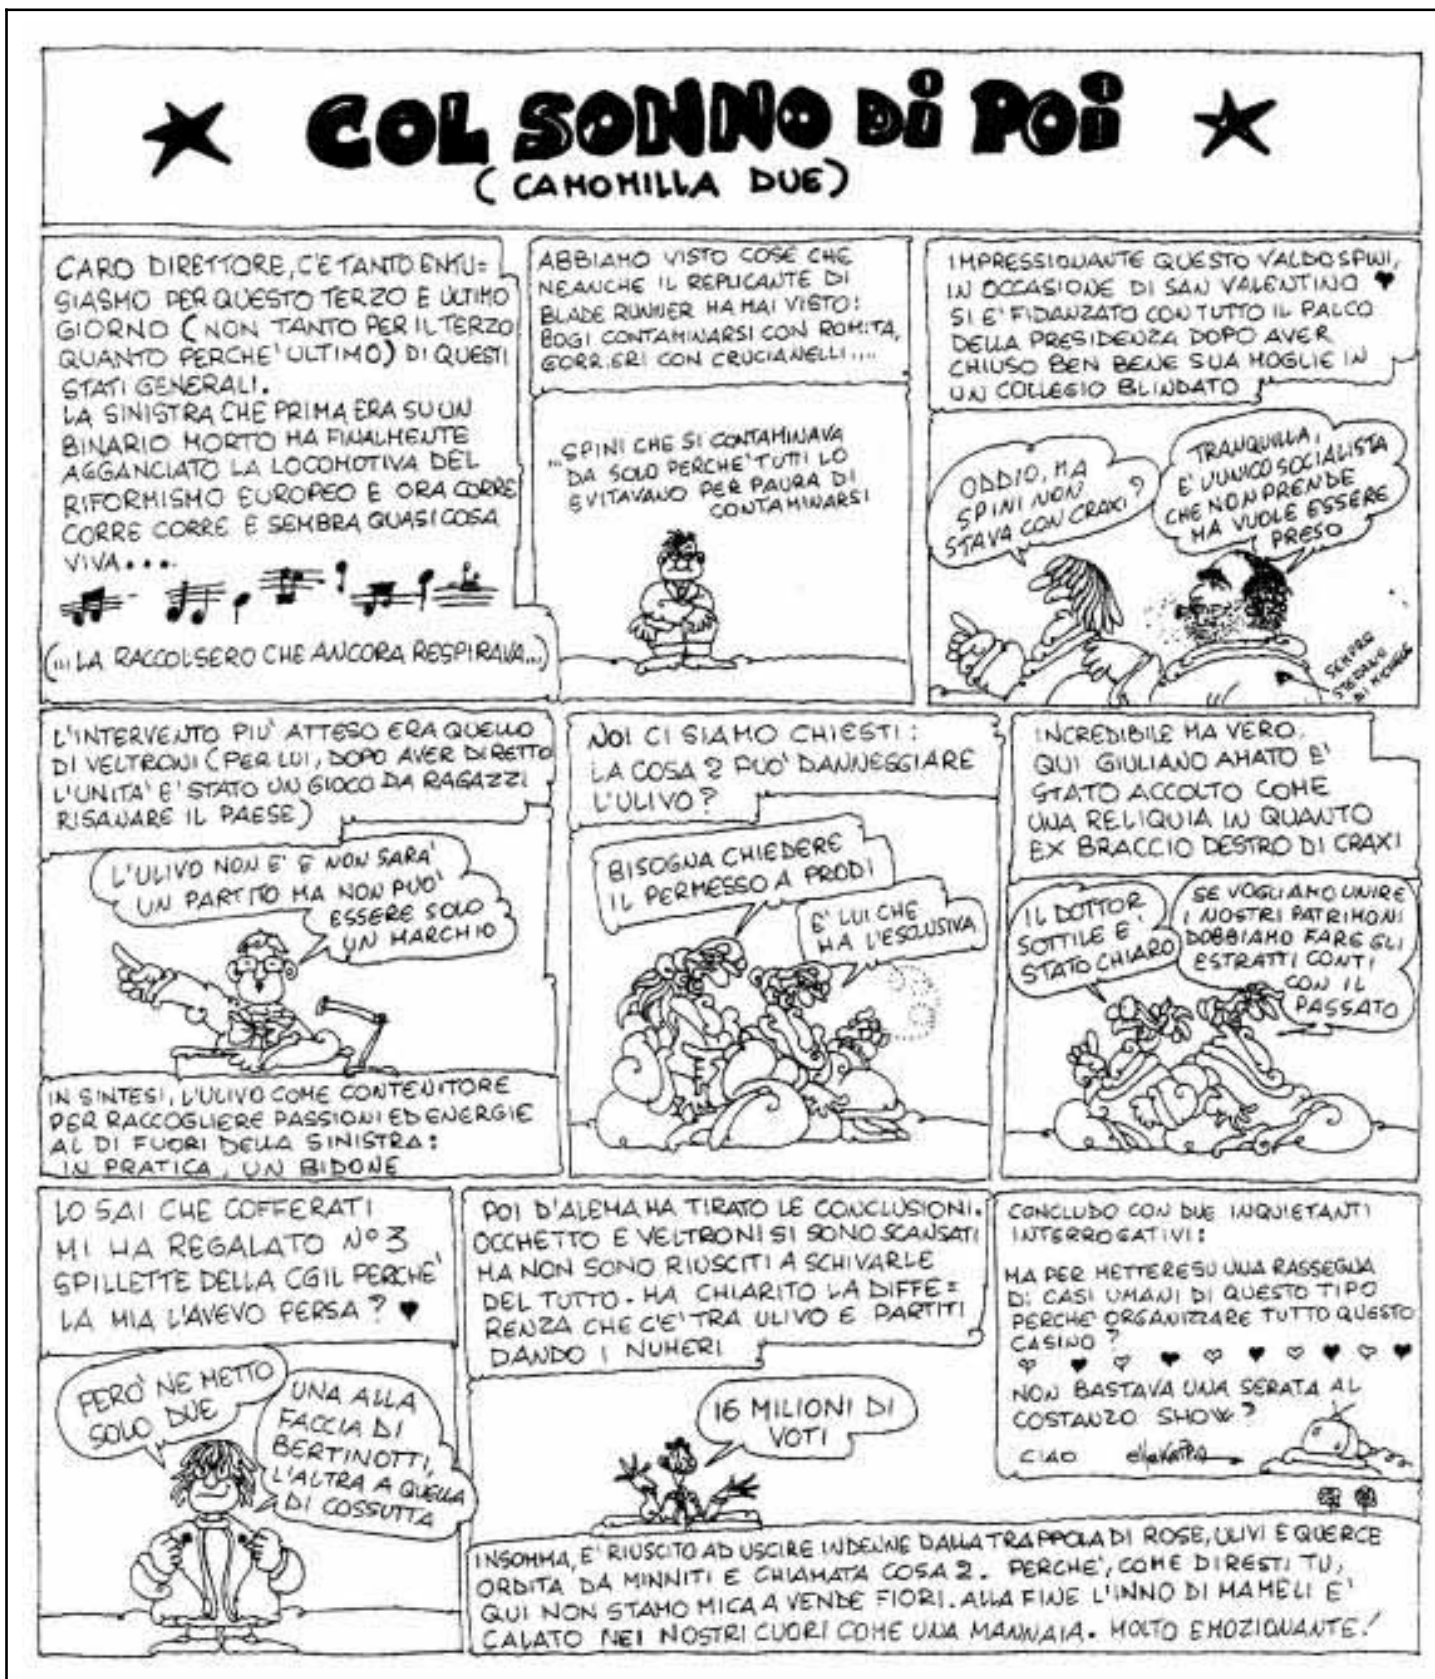 COL SONNO DI POI
(CAMOMILLA DUE)
CARO DIRETTORE, C'E' TANTO ENTU=
SIASMO PER QUESTO TERZO E ULTIMO
GIORNO (NON TANTO PER IL TERZO
QUANTO PERCHE' ULTIMO) DI QUESTI
STATI GENERALI.
LA SINISTRA CHE PRIMA ERA SU UN
BINARIO MORTO HA FINALMENTE
AGGANCIATO LA LOCOMOTIVA DEL
RIFORMISMO EUROPEO E ORA CORRE
CORRE CORRE E SEMBRA QUASI COSA
VIVA...
(...LA RACCOLSERO CHE ANCORA RESPIRAVA...)
ABBIAMO VISTO COSE CHE
NEANCHE IL REPLICANTE DI
BLADE RUNNER HA MAI VISTO:
BOGI CONTAMINARSI CON ROMITA,
GORRIERI CON CRUCIANELLI....
...SPINI CHE SI CONTAMINAVA
DA SOLO PERCHE' TUTTI LO
EVITAVANO PER PAURA DI
CONTAMINARSI
IMPRESSIONANTE QUESTO VALDO SPINI,
IN OCCASIONE DI SAN VALENTINO ♥
SI E' FIDANZATO CON TUTTO IL PALCO
DELLA PRESIDENZA DOPO AVER
CHIUSO BEN BENE SUA MOGLIE IN
UN COLLEGIO BLINDATO
ODDIO, MA
SPINI NON
STAVA CON CRAXI?
TRANQUILLA,
E' L'UNICO SOCIALISTA
CHE NON PRENDE
MA VUOLE ESSERE
PRESO
SEMPRE
STEFANO
DI MICHELE
L'INTERVENTO PIU' ATTESO ERA QUELLO
DI VELTRONI (PER LUI, DOPO AVER DIRETTO
L'UNITA' E' STATO UN GIOCO DA RAGAZZI
RISANARE IL PAESE)
L'ULIVO NON E' E NON SARA'
UN PARTITO MA NON PUO'
ESSERE SOLO
UN MARCHIO
IN SINTESI, L'ULIVO COME CONTENITORE
PER RACCOGLIERE PASSIONI ED ENERGIE
AL DI FUORI DELLA SINISTRA:
IN PRATICA, UN BIDONE
NOI CI SIAMO CHIESTI:
LA COSA 2 PUO' DANNEGGIARE
L'ULIVO?
BISOGNA CHIEDERE
IL PERMESSO A PRODI
E' LUI CHE
HA L'ESCLUSIVA
INCREDIBILE MA VERO.
QUI GIULIANO AMATO E'
STATO ACCOLTO COME
UNA RELIQUIA IN QUANTO
EX BRACCIO DESTRO DI CRAXI
IL DOTTOR
SOTTILE E'
STATO CHIARO
SE VOGLIAMO UNIRE
I NOSTRI PATRIMONI
DOBBIAMO FARE GLI
ESTRATTI CONTI
CON IL
PASSATO
LO SAI CHE COFFERATI
MI HA REGALATO N° 3
SPILLETTE DELLA CGIL PERCHE'
LA MIA L'AVEVO PERSA? ♥
PERO' NE METTO
SOLO DUE
UNA ALLA
FACCIA DI
BERTINOTTI,
L'ALTRA A QUELLA
DI COSSUTTA
POI D'ALEMA HA TIRATO LE CONCLUSIONI.
OCCHETTO E VELTRONI SI SONO SCANSATI
MA NON SONO RIUSCITI A SCHIVARLE
DEL TUTTO. HA CHIARITO LA DIFFE=
RENZA CHE C'E' TRA ULIVO E PARTITI
DANDO I NUMERI
16 MILIONI DI
VOTI
INSOMMA, E' RIUSCITO AD USCIRE INDENNE DALLA TRAPPOLA DI ROSE, ULIVI E QUERCE
ORDITA DA MINNITI E CHIAMATA COSA 2. PERCHE', COME DIRESTI TU,
QUI NON STAMO MICA A VENDE FIORI. ALLA FINE L'INNO DI MAMELI E'
CALATO NEI NOSTRI CUORI COME UNA MANNAIA. MOLTO EMOZIONANTE!
CONCLUDO CON DUE INQUIETANTI
INTERROGATIVI:
MA PER METTERE SU UNA RASSEGNA
DI CASI UMANI DI QUESTO TIPO
PERCHE' ORGANIZZARE TUTTO QUESTO
CASINO?
NON BASTAVA UNA SERATA AL
COSTANZO SHOW?
CIAO elleKappa